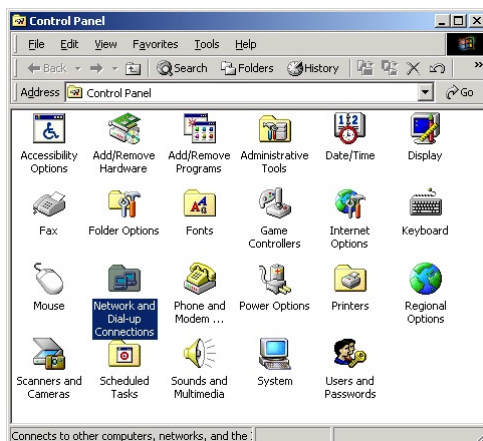 Control Panel
File Edit View Favorites Tools Help
Back Search Folders History »
Address Control Panel Go
Accessibility Options
Add/Remove Hardware
Add/Remove Programs
Administrative Tools
Date/Time
Display
Fax
Folder Options
Fonts
Game Controllers
Internet Options
Keyboard
Mouse
Network and Dial-up Connections
Phone and Modem ...
Power Options
Printers
Regional Options
Scanners and Cameras
Scheduled Tasks
Sounds and Multimedia
System
Users and Passwords
Connects to other computers, networks, and the